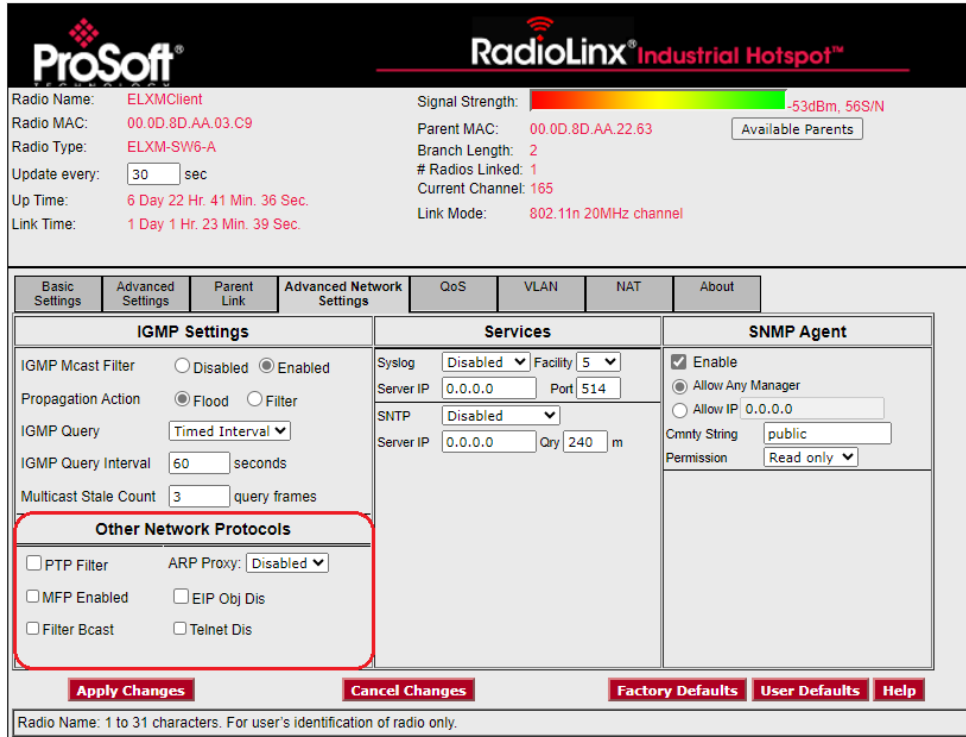 ProSoft®
TECHNOLOGY
RadioLinx® Industrial Hotspot™
Radio Name: ELXMClient
Radio MAC: 00.0D.8D.AA.03.C9
Radio Type: ELXM-SW6-A
Update every: 30 sec
Up Time: 6 Day 22 Hr. 41 Min. 36 Sec.
Link Time: 1 Day 1 Hr. 23 Min. 39 Sec.
Signal Strength: -53dBm, 56S/N
Parent MAC: 00.0D.8D.AA.22.63 Available Parents
Branch Length: 2
# Radios Linked: 1
Current Channel: 165
Link Mode: 802.11n 20MHz channel
Basic Settings
Advanced Settings
Parent Link
Advanced Network Settings
QoS
VLAN
NAT
About
IGMP Settings
IGMP Mcast Filter Disabled Enabled
Propagation Action Flood Filter
IGMP Query Timed Interval
IGMP Query Interval 60 seconds
Multicast Stale Count 3 query frames
Other Network Protocols
PTP Filter ARP Proxy: Disabled
MFP Enabled EIP Obj Dis
Filter Bcast Telnet Dis
Services
Syslog Disabled Facility 5
Server IP 0.0.0.0 Port 514
SNTP Disabled
Server IP 0.0.0.0 Qry 240 m
SNMP Agent
Enable
Allow Any Manager
Allow IP 0.0.0.0
Cmnty String public
Permission Read only
Apply Changes Cancel Changes Factory Defaults User Defaults Help
Radio Name: 1 to 31 characters. For user's identification of radio only.